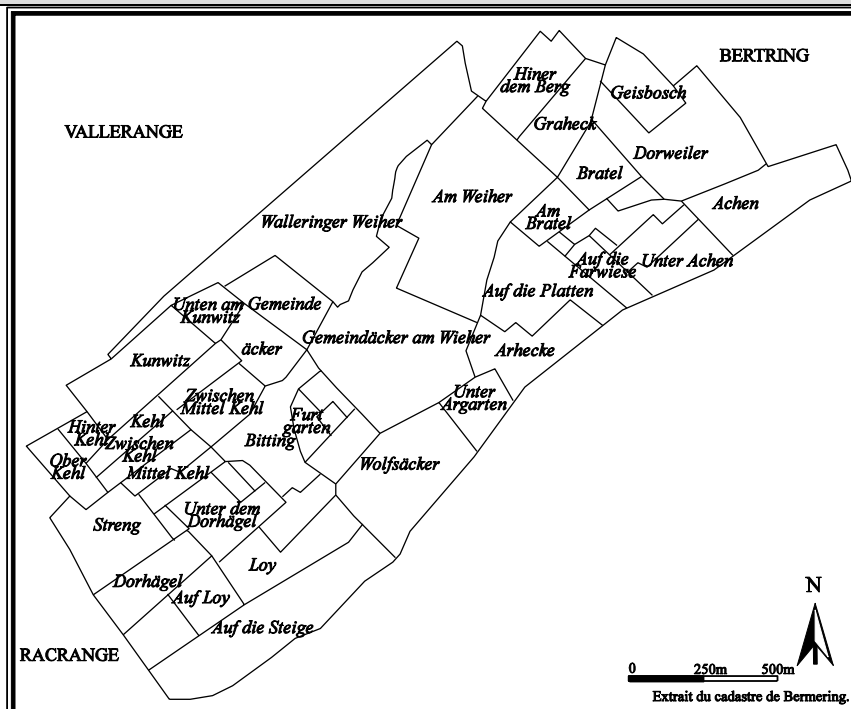 BERTRING
Hiner
dem Berg
Geisbosch
VALLERANGE
Graheck
Dorweiler
Bratel
Am Weiher
Achen
Am
Bratel
Walleringer Weiher
Auf die
Farwiese
Unter Achen
Auf die Platten
Unten am
Kunwitz
Gemeinde
äcker
Gemeindäcker am Wieher
Arhecke
Kunwitz
Zwischen
Mittel Kehl
Unter
Argarten
Furt
garten
Hinter
Kehl
Kehl
Zwischen
Kehl
Bitting
Ober
Kehl
Mittel Kehl
Wolfsäcker
Streng
Unter dem
Dorhägel
Loy
Dorhägel
Auf Loy
Auf die Steige
RACRANGE
N
0 250m 500m
Extrait du cadastre de Bermering.